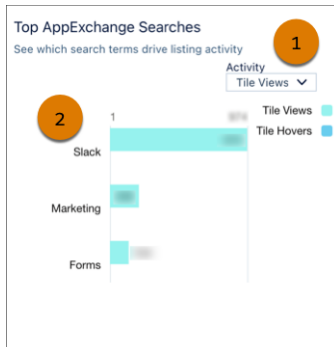 Top AppExchange Searches
See which search terms drive listing activity
1
Activity
Tile Views
2
1
Tile Views
Tile Hovers
Slack
Marketing
Forms